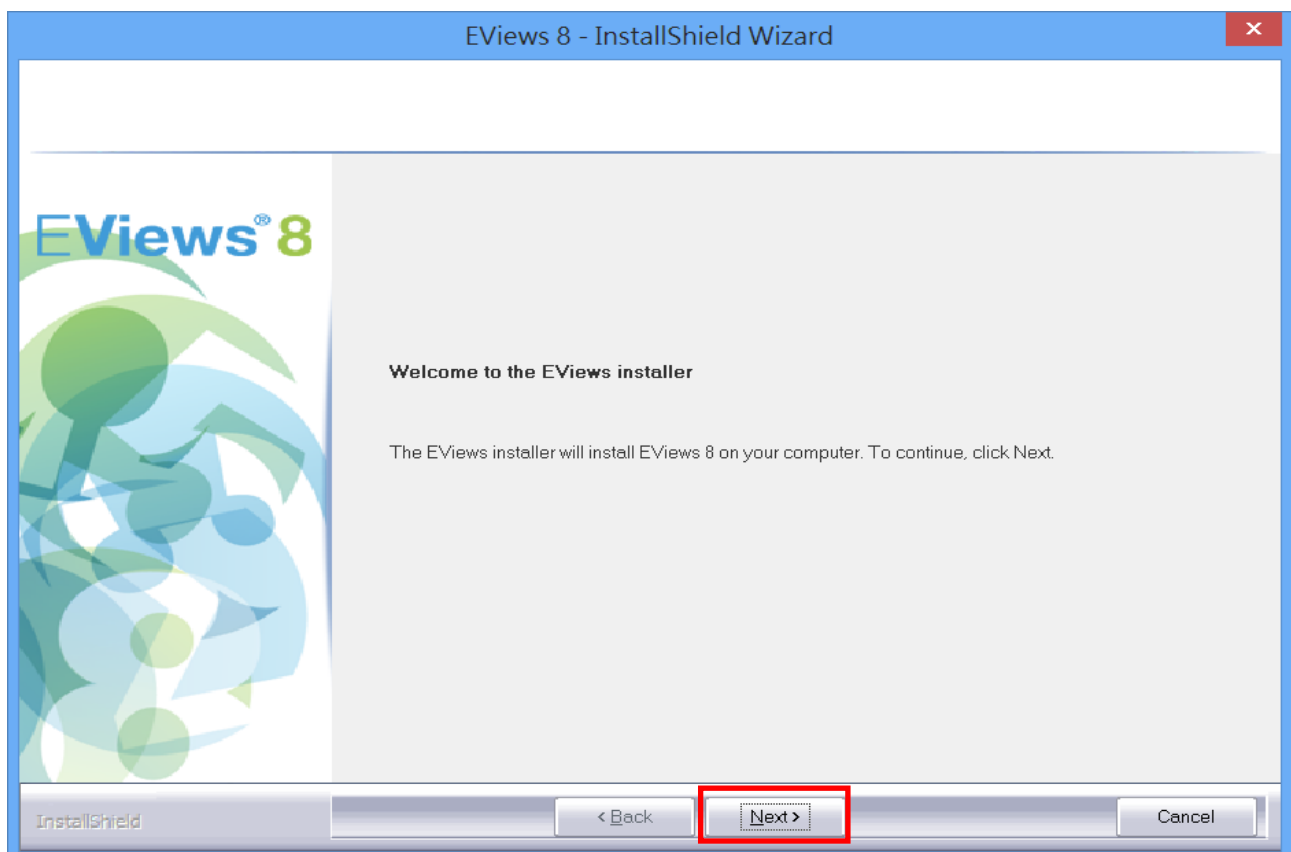 EViews 8 - InstallShield Wizard
EViews®8
Welcome to the EViews installer
The EViews installer will install EViews 8 on your computer. To continue, click Next.
InstallShield
< Back
Next >
Cancel